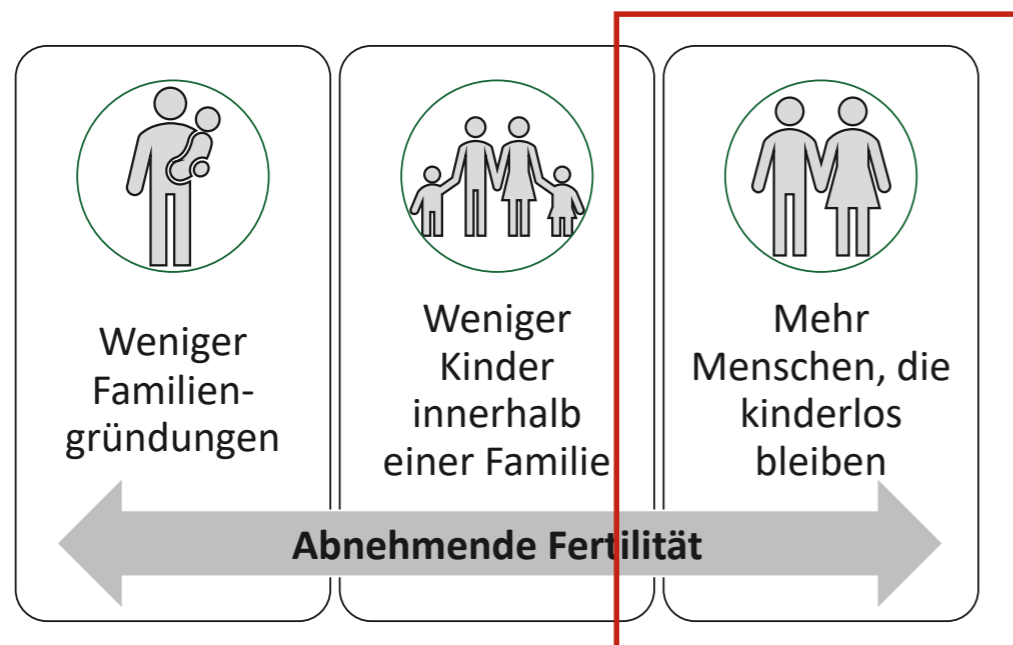 Weniger
Familien-
gründungen
Weniger
Kinder
innerhalb
einer Familie
Mehr
Menschen, die
kinderlos
bleiben
Abnehmende Fertilität